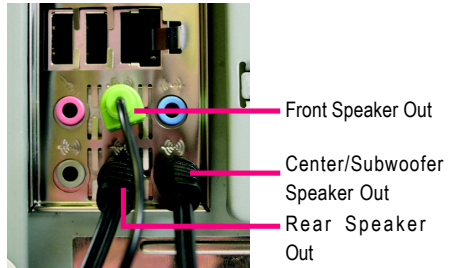 Front Speaker Out
Center/Subwoofer
Speaker Out
Rear Speaker
Out